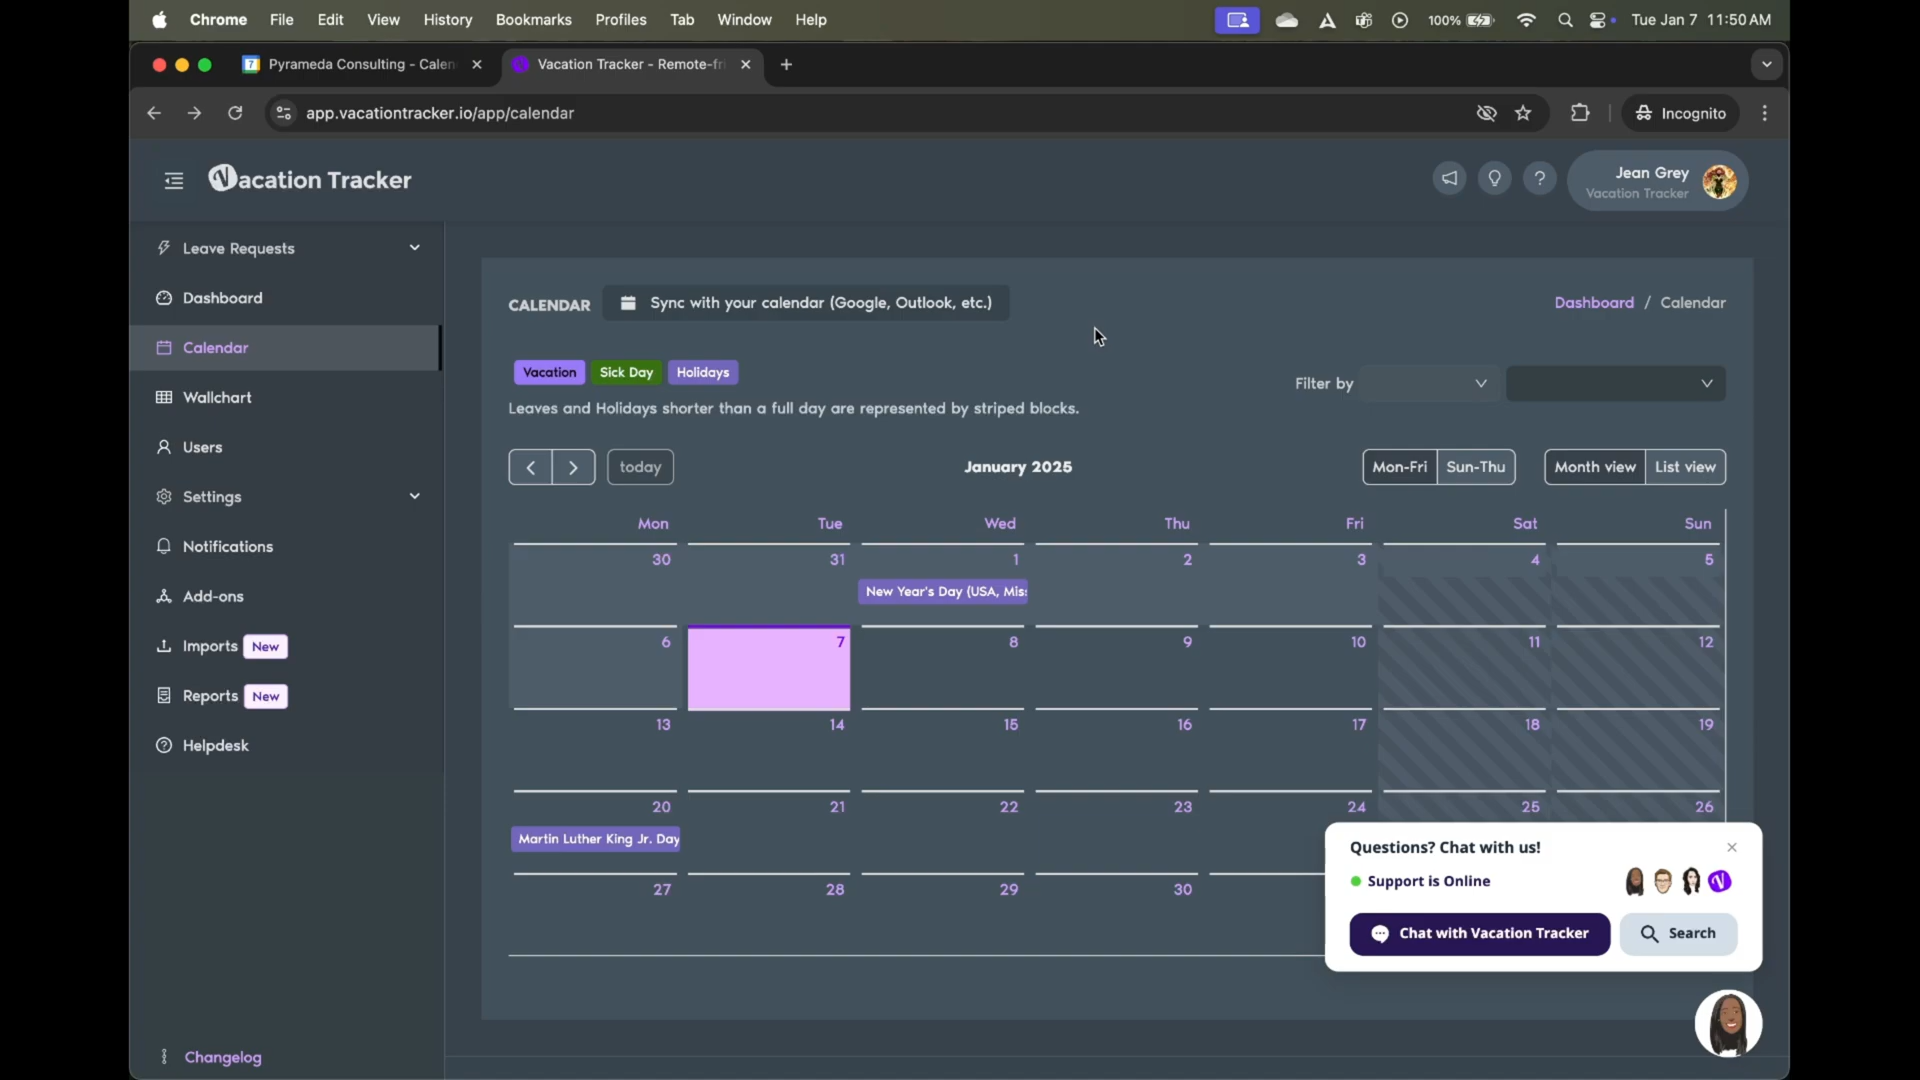 Chrome File Edit View History Bookmarks Profiles Tab Window Help 100% Tue Jan 7 11:50 AM
7 Pyrameda Consulting - Calen
Vacation Tracker - Remote-fr
app.vacationtracker.io/app/calendar
Incognito
Vacation Tracker
? Jean Grey
Vacation Tracker
Leave Requests
Dashboard
Calendar
Wallchart
Users
Settings
Notifications
Add-ons
Imports New
Reports New
Helpdesk
Changelog
CALENDAR Sync with your calendar (Google, Outlook, etc.) Dashboard / Calendar
Vacation Sick Day Holidays
Filter by
Leaves and Holidays shorter than a full day are represented by striped blocks.
today January 2025 Mon-Fri Sun-Thu Month view List view
Mon Tue Wed Thu Fri Sat Sun
30 31 1 2 3 4 5
New Year's Day (USA, Mis
6 7 8 9 10 11 12
13 14 15 16 17 18 19
20 21 22 23 24 25 26
Martin Luther King Jr. Day
27 28 29 30
Questions? Chat with us!
Support is Online
Chat with Vacation Tracker Search